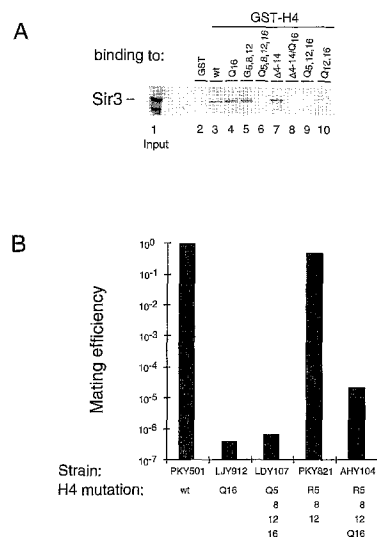 A
GST-H4
binding to:
GST
wt
Q16
G5,8,12
Q5,8,12,16
Δ4-14
Δ4-14/Q16
Q5,12,16
Q12,16
Sir3 –
1 2 3 4 5 6 7 8 9 10
Input
B
Mating efficiency
10^0
10^-1
10^-2
10^-3
10^-4
10^-5
10^-6
10^-7
Strain: PKY501 LJY912 LDY107 PKY821 AHY104
H4 mutation: wt Q16 Q5 R5 R5
8 8 8
12 12 12
16 Q16